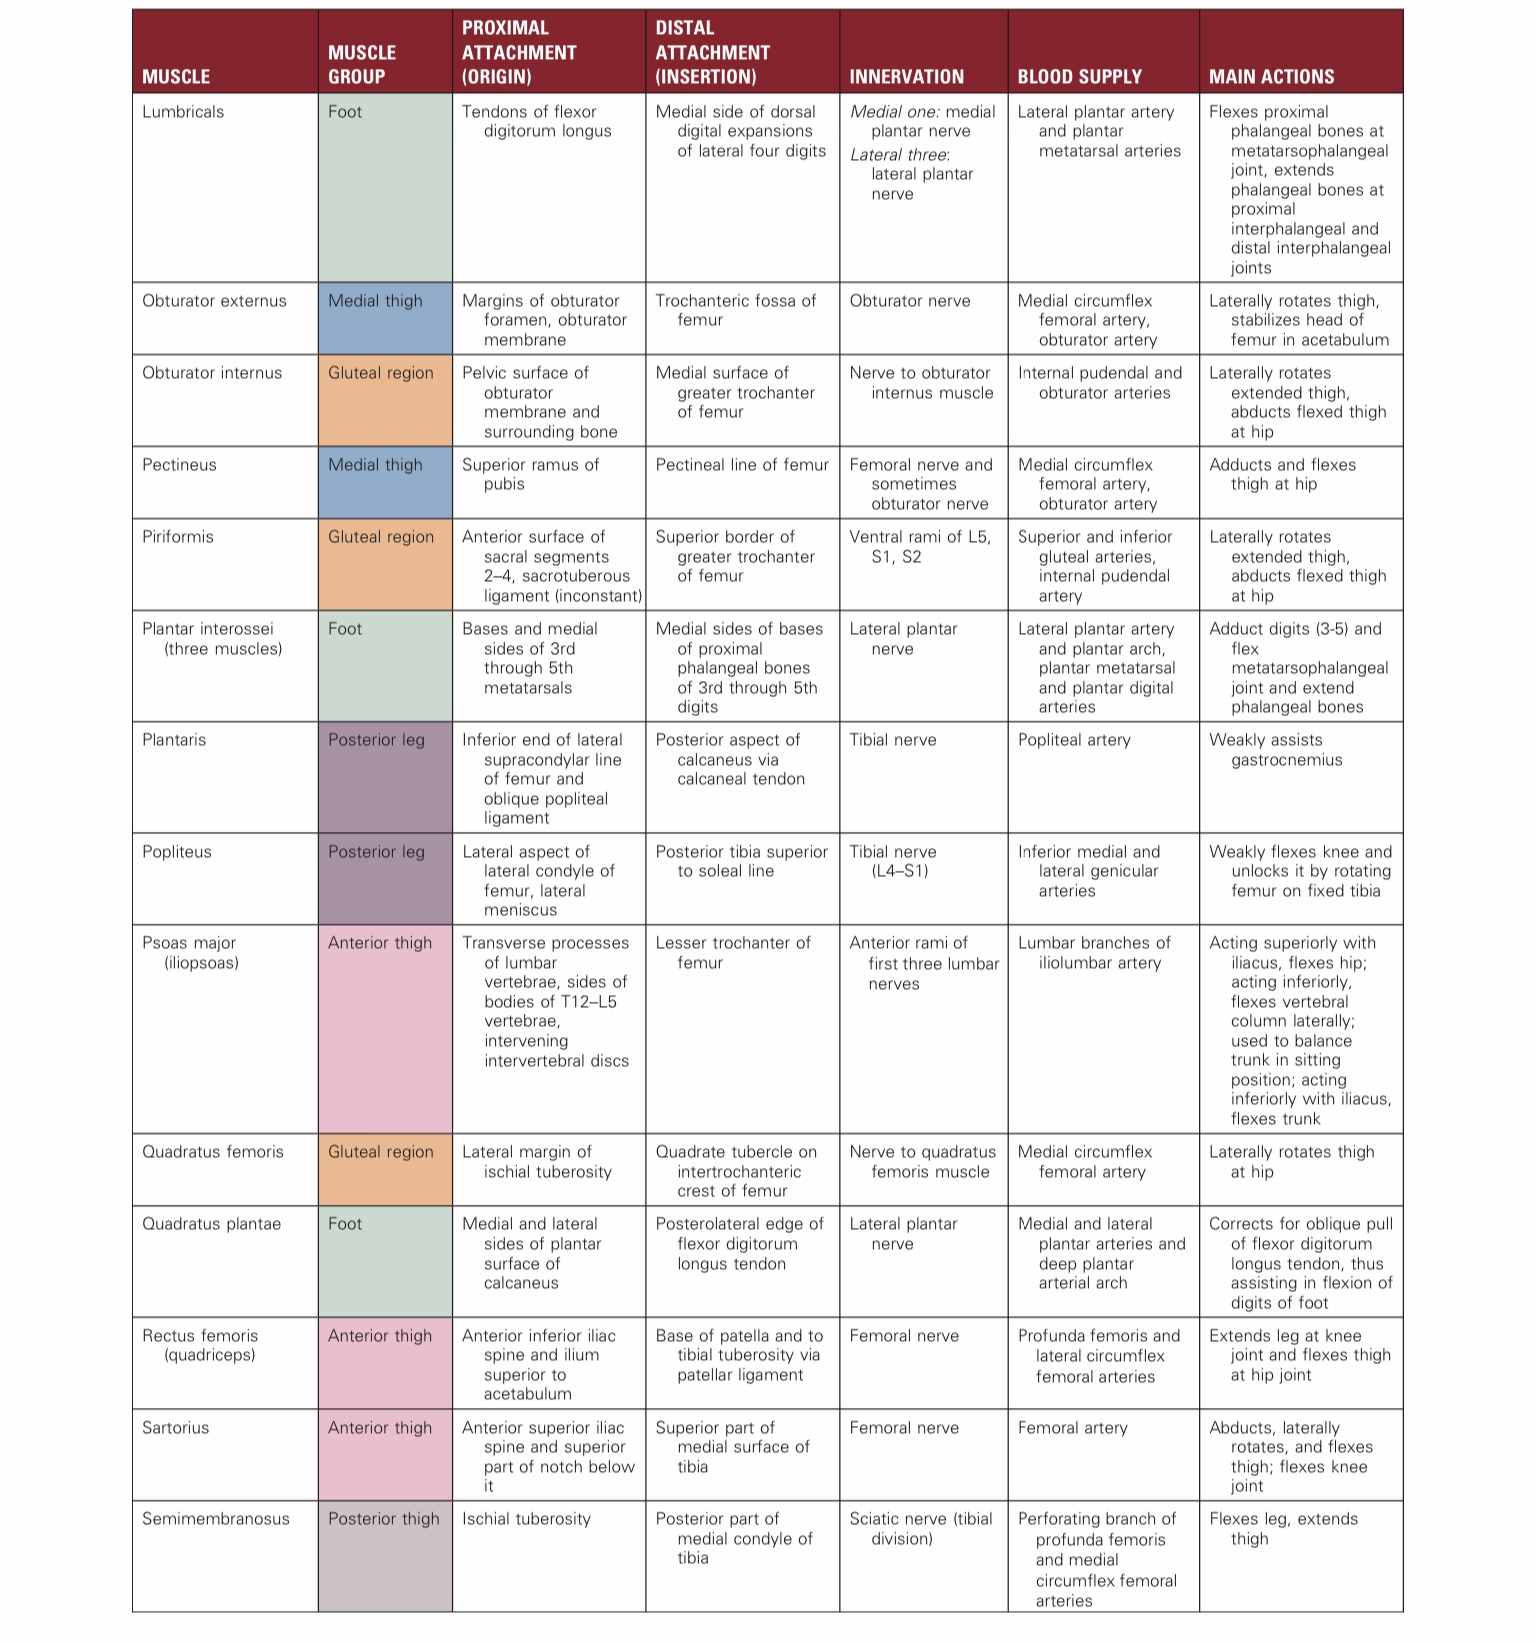 MUSCLE
MUSCLE
GROUP
PROXIMAL
ATTACHMENT
(ORIGIN)
DISTAL
ATTACHMENT
(INSERTION)
INNERVATION
BLOOD SUPPLY
MAIN ACTIONS
Lumbricals
Foot
Tendons of flexor
digitorum longus
Medial side of dorsal
digital expansions
of lateral four digits
Medial one: medial
plantar nerve
Lateral three:
lateral plantar
nerve
Lateral plantar artery
and plantar
metatarsal arteries
Flexes proximal
phalangeal bones at
metatarsophalangeal
joint, extends
phalangeal bones at
proximal
interphalangeal and
distal interphalangeal
joints
Obturator externus
Medial thigh
Margins of obturator
foramen, obturator
membrane
Trochanteric fossa of
femur
Obturator nerve
Medial circumflex
femoral artery,
obturator artery
Laterally rotates thigh,
stabilizes head of
femur in acetabulum
Obturator internus
Gluteal region
Pelvic surface of
obturator
membrane and
surrounding bone
Medial surface of
greater trochanter
of femur
Nerve to obturator
internus muscle
Internal pudendal and
obturator arteries
Laterally rotates
extended thigh,
abducts flexed thigh
at hip
Pectineus
Medial thigh
Superior ramus of
pubis
Pectineal line of femur
Femoral nerve and
sometimes
obturator nerve
Medial circumflex
femoral artery,
obturator artery
Adducts and flexes
thigh at hip
Piriformis
Gluteal region
Anterior surface of
sacral segments
2–4, sacrotuberous
ligament (inconstant)
Superior border of
greater trochanter
of femur
Ventral rami of L5,
S1, S2
Superior and inferior
gluteal arteries,
internal pudendal
artery
Laterally rotates
extended thigh,
abducts flexed thigh
at hip
Plantar interossei
(three muscles)
Foot
Bases and medial
sides of 3rd
through 5th
metatarsals
Medial sides of bases
of proximal
phalangeal bones
of 3rd through 5th
digits
Lateral plantar
nerve
Lateral plantar artery
and plantar arch,
plantar metatarsal
and plantar digital
arteries
Adduct digits (3-5) and
flex
metatarsophalangeal
joint and extend
phalangeal bones
Plantaris
Posterior leg
Inferior end of lateral
supracondylar line
of femur and
oblique popliteal
ligament
Posterior aspect of
calcaneus via
calcaneal tendon
Tibial nerve
Popliteal artery
Weakly assists
gastrocnemius
Popliteus
Posterior leg
Lateral aspect of
lateral condyle of
femur, lateral
meniscus
Posterior tibia superior
to soleal line
Tibial nerve
(L4–S1)
Inferior medial and
lateral genicular
arteries
Weakly flexes knee and
unlocks it by rotating
femur on fixed tibia
Psoas major
(iliopsoas)
Anterior thigh
Transverse processes
of lumbar
vertebrae, sides of
bodies of T12–L5
vertebrae,
intervening
intervertebral discs
Lesser trochanter of
femur
Anterior rami of
first three lumbar
nerves
Lumbar branches of
iliolumbar artery
Acting superiorly with
iliacus, flexes hip;
acting inferiorly,
flexes vertebral
column laterally;
used to balance
trunk in sitting
position; acting
inferiorly with iliacus,
flexes trunk
Quadratus femoris
Gluteal region
Lateral margin of
ischial tuberosity
Quadrate tubercle on
intertrochanteric
crest of femur
Nerve to quadratus
femoris muscle
Medial circumflex
femoral artery
Laterally rotates thigh
at hip
Quadratus plantae
Foot
Medial and lateral
sides of plantar
surface of
calcaneus
Posterolateral edge of
flexor digitorum
longus tendon
Lateral plantar
nerve
Medial and lateral
plantar arteries and
deep plantar
arterial arch
Corrects for oblique pull
of flexor digitorum
longus tendon, thus
assisting in flexion of
digits of foot
Rectus femoris
(quadriceps)
Anterior thigh
Anterior inferior iliac
spine and ilium
superior to
acetabulum
Base of patella and to
tibial tuberosity via
patellar ligament
Femoral nerve
Profunda femoris and
lateral circumflex
femoral arteries
Extends leg at knee
joint and flexes thigh
at hip joint
Sartorius
Anterior thigh
Anterior superior iliac
spine and superior
part of notch below
it
Superior part of
medial surface of
tibia
Femoral nerve
Femoral artery
Abducts, laterally
rotates, and flexes
thigh; flexes knee
joint
Semimembranosus
Posterior thigh
Ischial tuberosity
Posterior part of
medial condyle of
tibia
Sciatic nerve (tibial
division)
Perforating branch of
profunda femoris
and medial
circumflex femoral
arteries
Flexes leg, extends
thigh